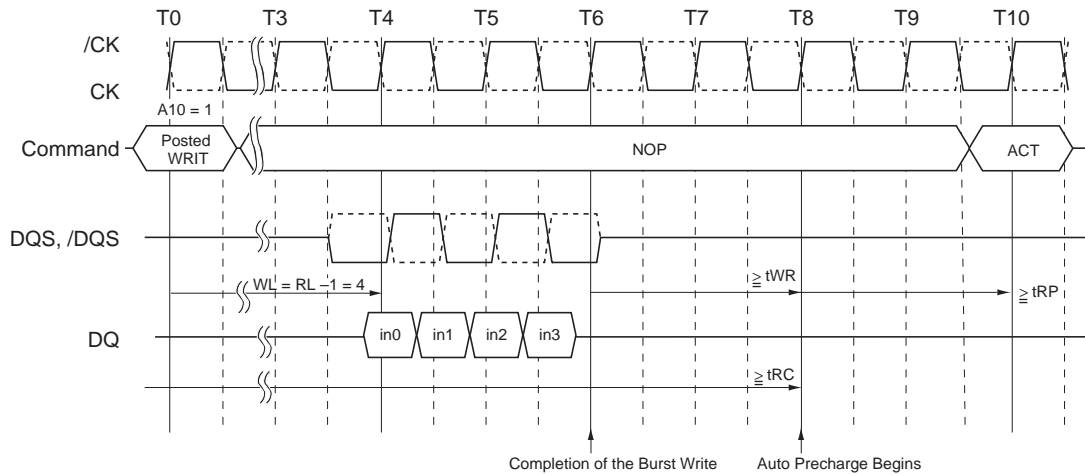 T0 T3 T4 T5 T6 T7 T8 T9 T10
/CK
CK
A10 = 1
Command Posted WRIT NOP ACT
DQS, /DQS
WL = RL –1 = 4 ≧ tWR ≧ tRP
DQ in0 in1 in2 in3
≧ tRC
Completion of the Burst Write Auto Precharge Begins